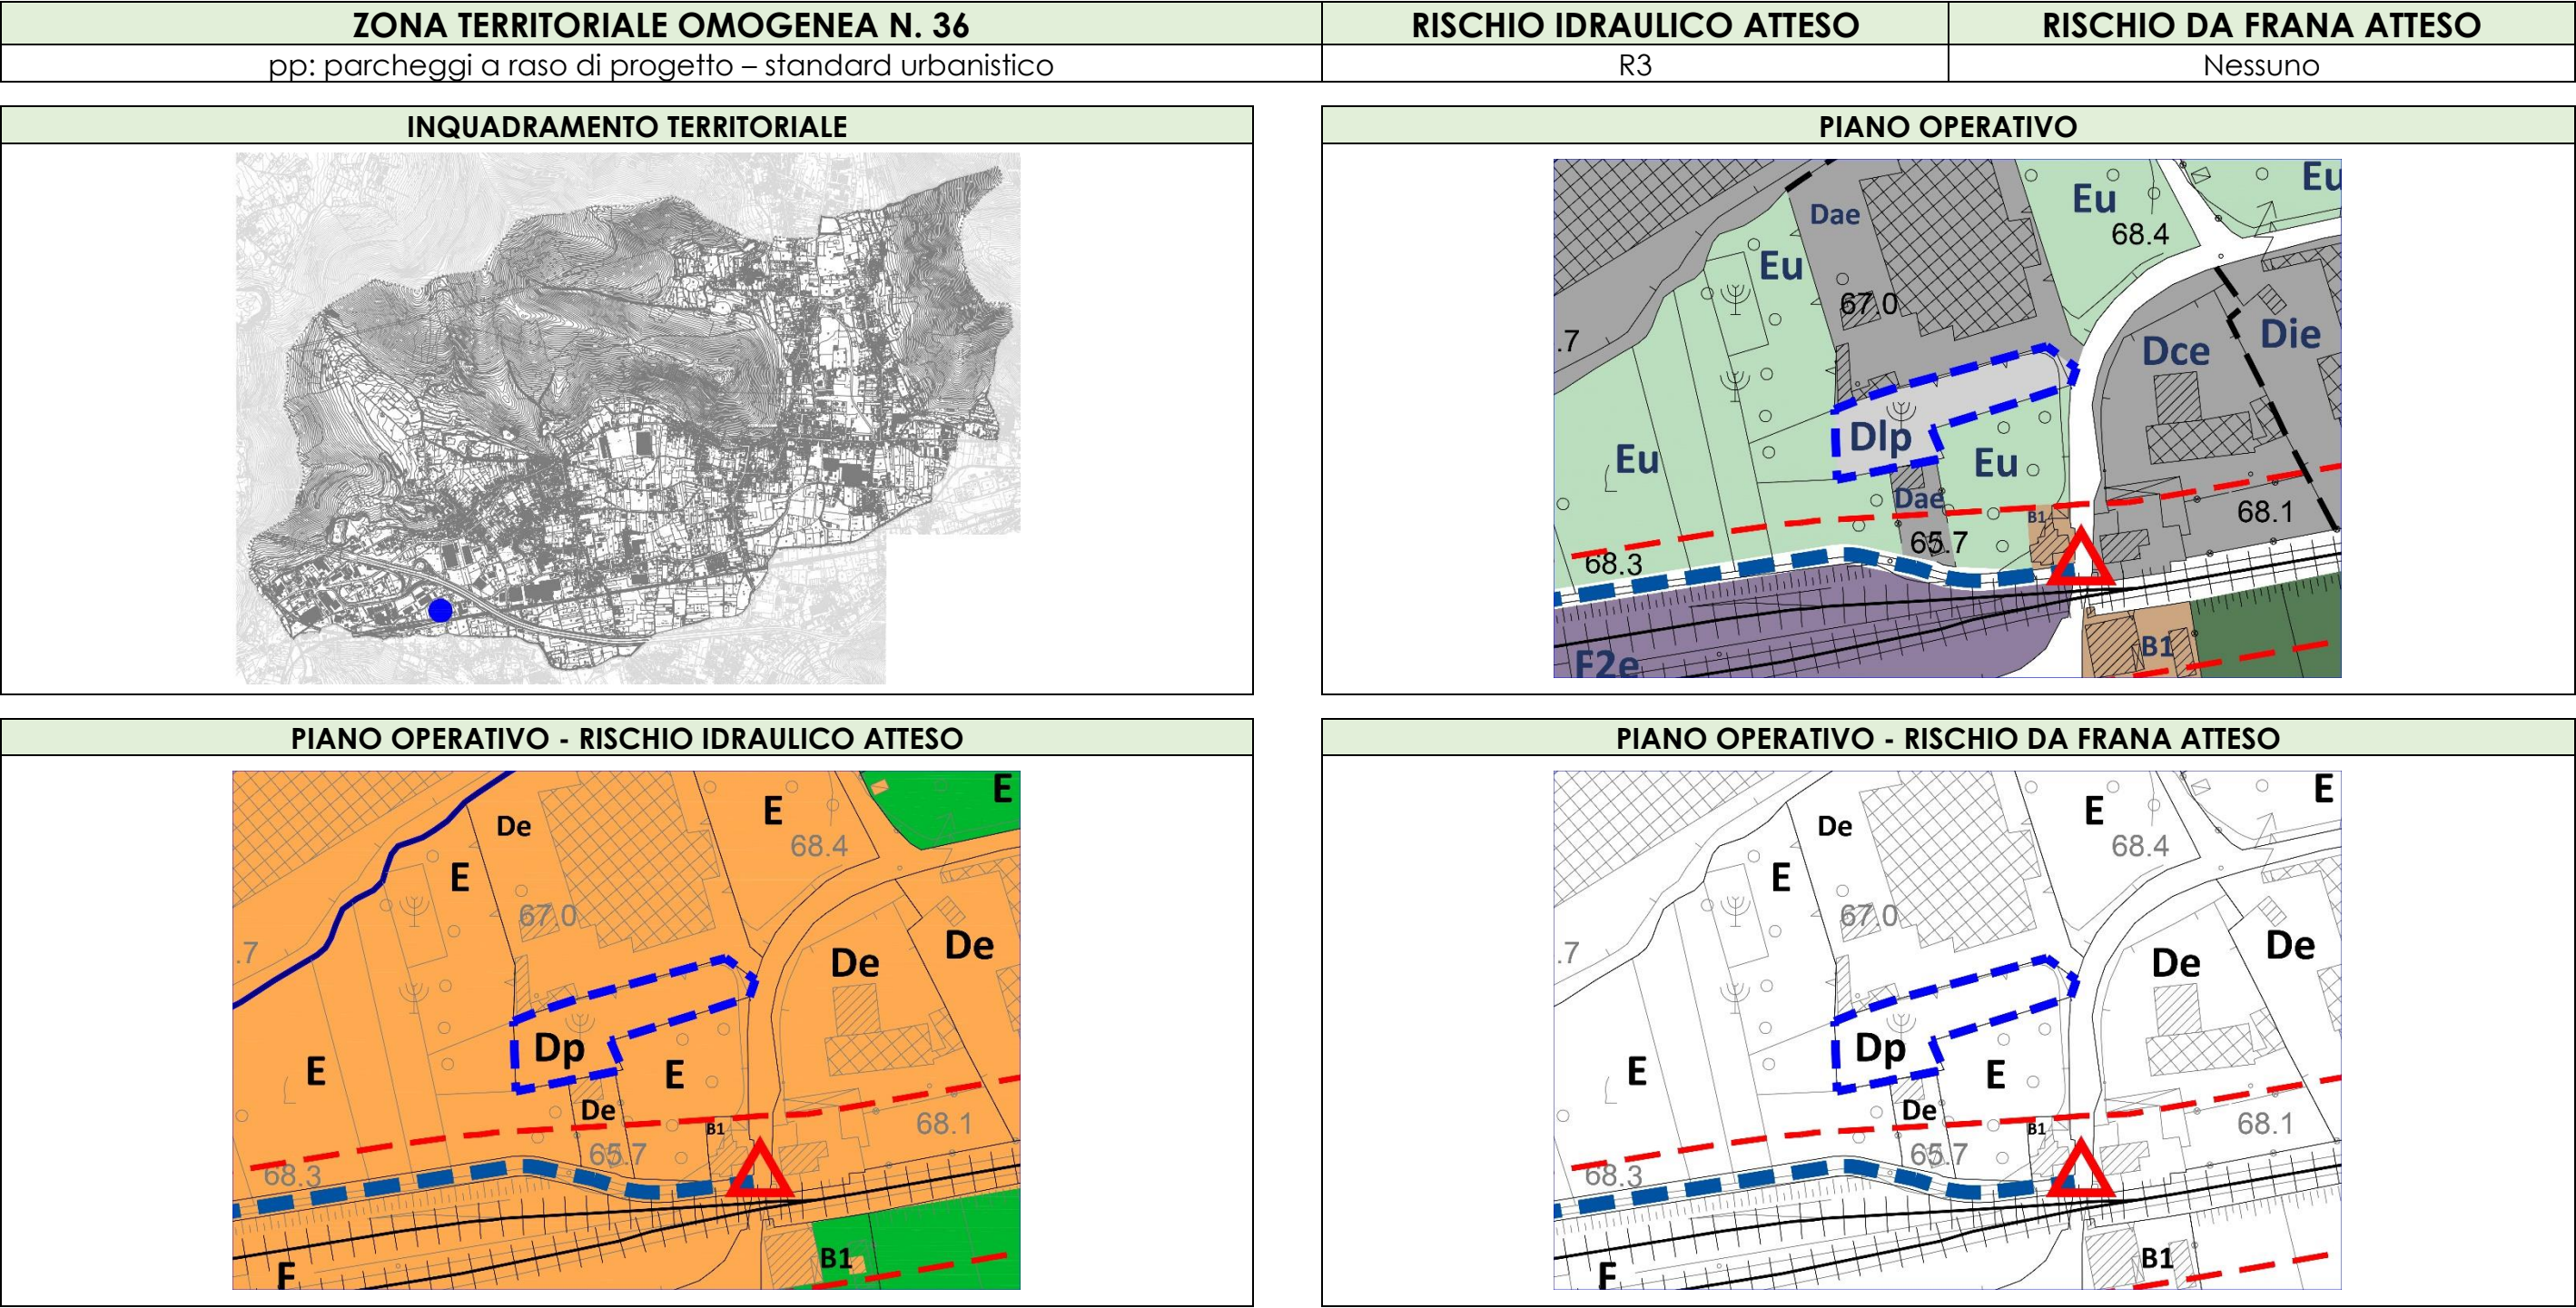 ZONA TERRITORIALE OMOGENEA N. 36
RISCHIO IDRAULICO ATTESO
RISCHIO DA FRANA ATTESO
pp: parcheggi a raso di progetto – standard urbanistico
R3
Nessuno
INQUADRAMENTO TERRITORIALE
PIANO OPERATIVO
Eu
Eu
Dae
68.4
Eu
67.0
.7
Die
Dce
Dlp
Eu
Eu
Dae
B1
68.1
65.7
68.3
B1
F2e
PIANO OPERATIVO - RISCHIO IDRAULICO ATTESO
PIANO OPERATIVO - RISCHIO DA FRANA ATTESO
E
E
De
68.4
E
67.0
.7
De
De
Dp
E
E
De
B1
68.1
65.7
68.3
B1
F
E
E
De
68.4
E
67.0
.7
De
De
Dp
E
E
De
B1
68.1
65.7
68.3
B1
F